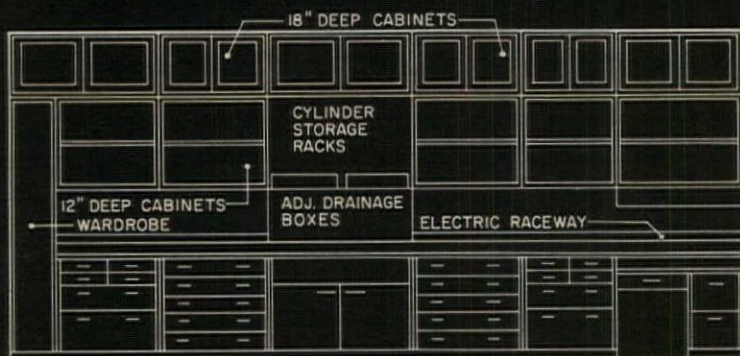 18" DEEP CABINETS
CYLINDER
STORAGE
RACKS
12" DEEP CABINETS
WARDROBE
ADJ. DRAINAGE
BOXES
ELECTRIC RACEWAY